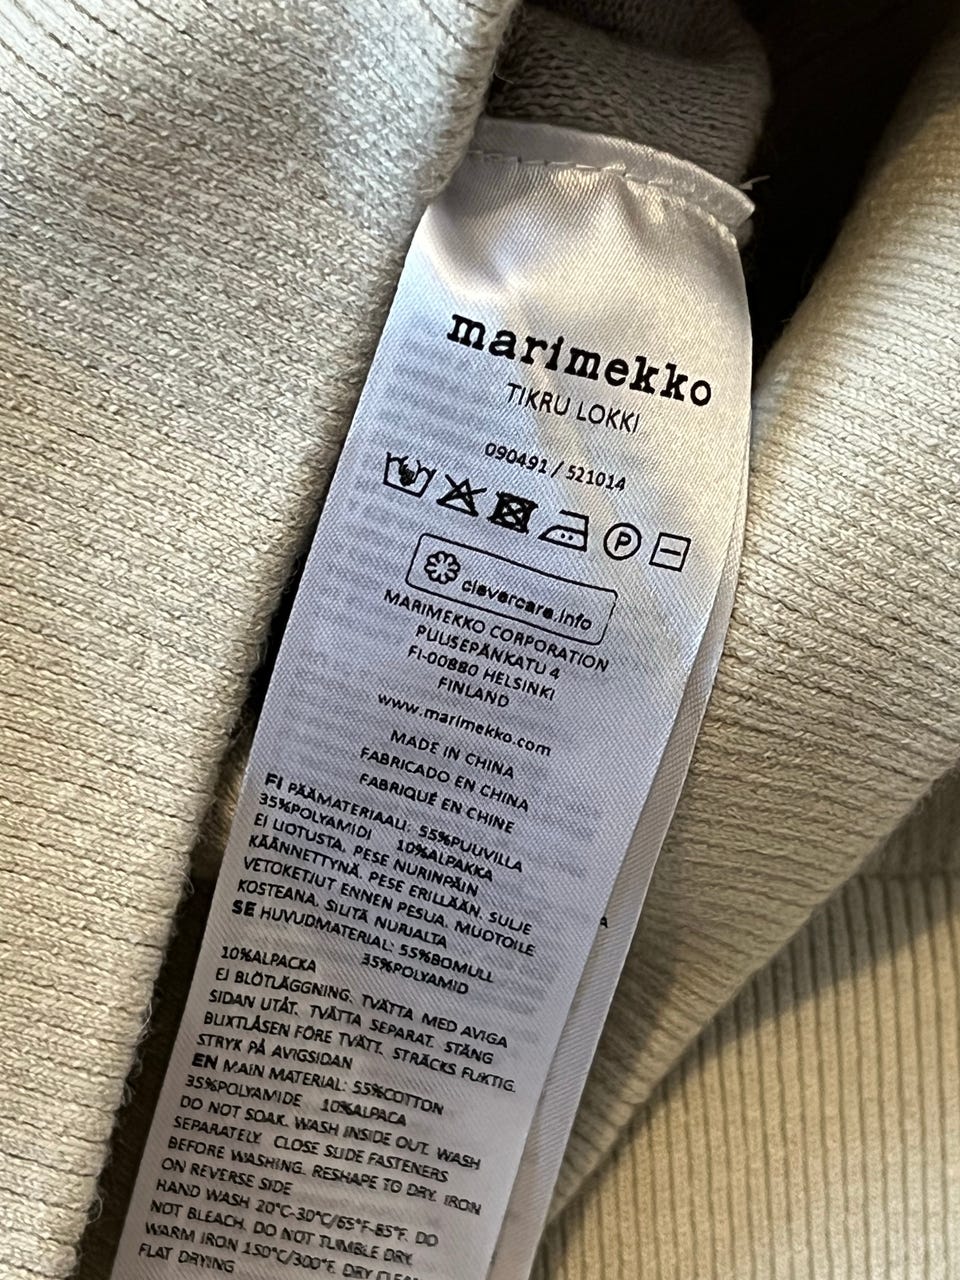 marimekko
TIKRU LOKKI
090491 / 521014
P
clevercare.info
MARIMEKKO CORPORATION
PUUSEPÄNKATU 4
FI-00880 HELSINKI
FINLAND
www.marimekko.com
MADE IN CHINA
FABRICADO EN CHINA
FABRIQUÉ EN CHINE
FI PÄÄMATERIAALI: 55%PUUVILLA
35%POLYAMIDI 10%ALPAKKA
EI LIOTUSTA. PESE NURINPÄIN
KÄÄNNETTYNÄ. PESE ERILLÄÄN. SULJE
VETOKETJUT ENNEN PESUA. MUOTOILE
KOSTEANA. SILITÄ NURJALTA
SE HUVUDMATERIAL: 55%BOMULL
35%POLYAMID
10%ALPACKA
EJ BLÖTLÄGGNING. TVÄTTA MED AVIGA
SIDAN UTÅT. TVÄTTA SEPARAT. STÄNG
BLIXTLÅSEN FÖRE TVÄTT. STRÄCKS FUKTIG.
STRYK PÅ AVIGSIDAN
EN MAIN MATERIAL: 55%COTTON
35%POLYAMIDE 10%ALPACA
DO NOT SOAK. WASH INSIDE OUT. WASH
SEPARATELY. CLOSE SLIDE FASTENERS
BEFORE WASHING. RESHAPE TO DRY. IRON
ON REVERSE SIDE
HAND WASH 20°C-30°C/65°F-85°F. DO
NOT BLEACH. DO NOT TUMBLE DRY.
WARM IRON 150°C/300°F. DRY CLEA
FLAT DRYING